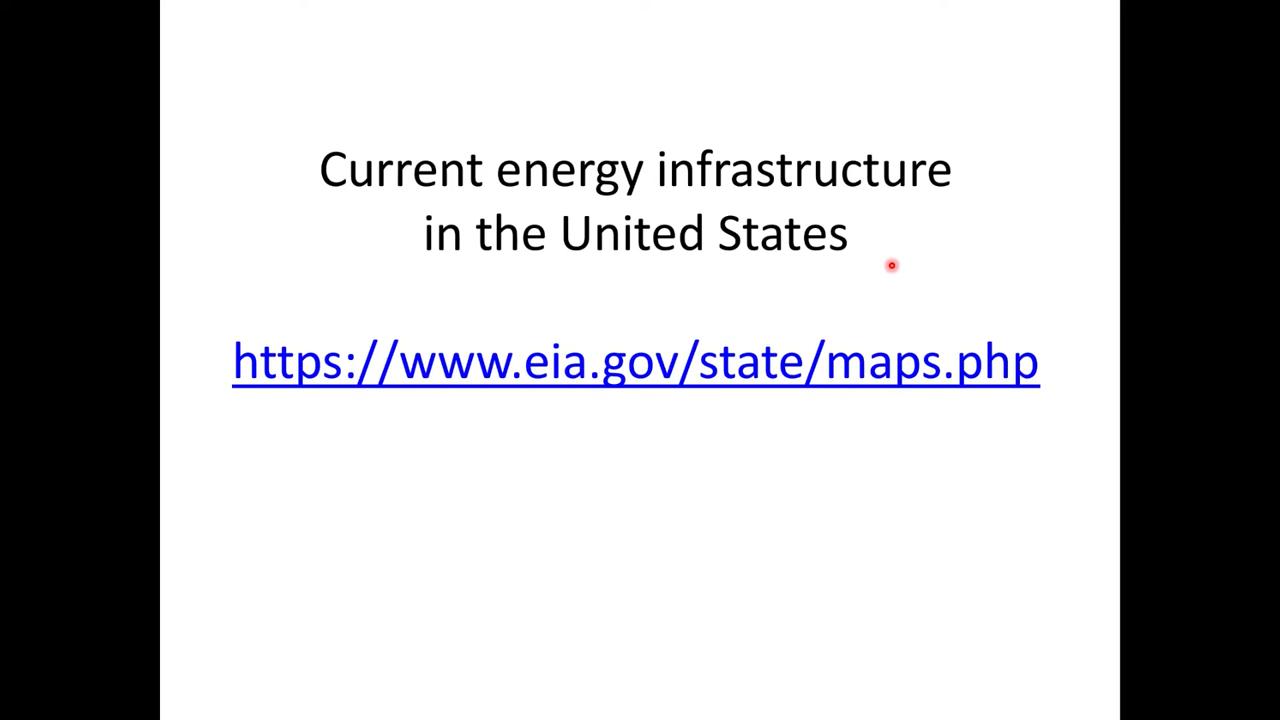 Current energy infrastructure
in the United States
https://www.eia.gov/state/maps.php